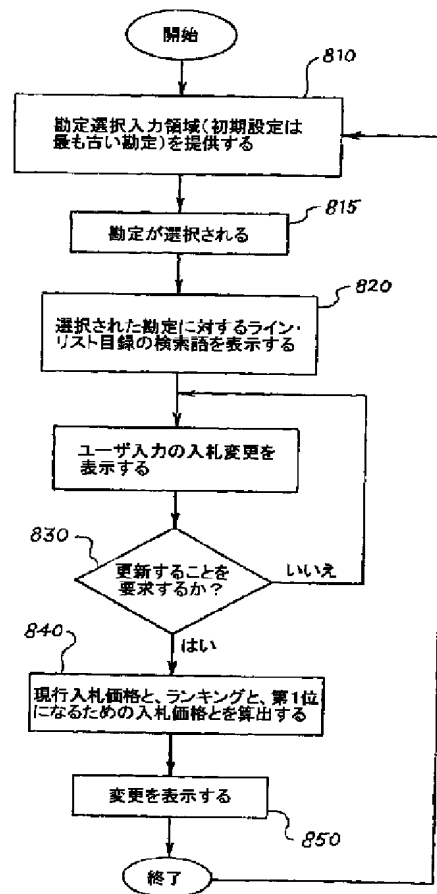 開始
810
勘定選択入力領域(初期設定は
最も古い勘定)を提供する
815
勘定が選択される
820
選択された勘定に対するライン・
リスト目録の検索語を表示する
ユーザ入力の入札変更を
表示する
830
更新することを
要求するか?
いいえ
はい
840
現行入札価格と、ランキングと、第1位
になるための入札価格とを算出する
変更を表示する
850
終了